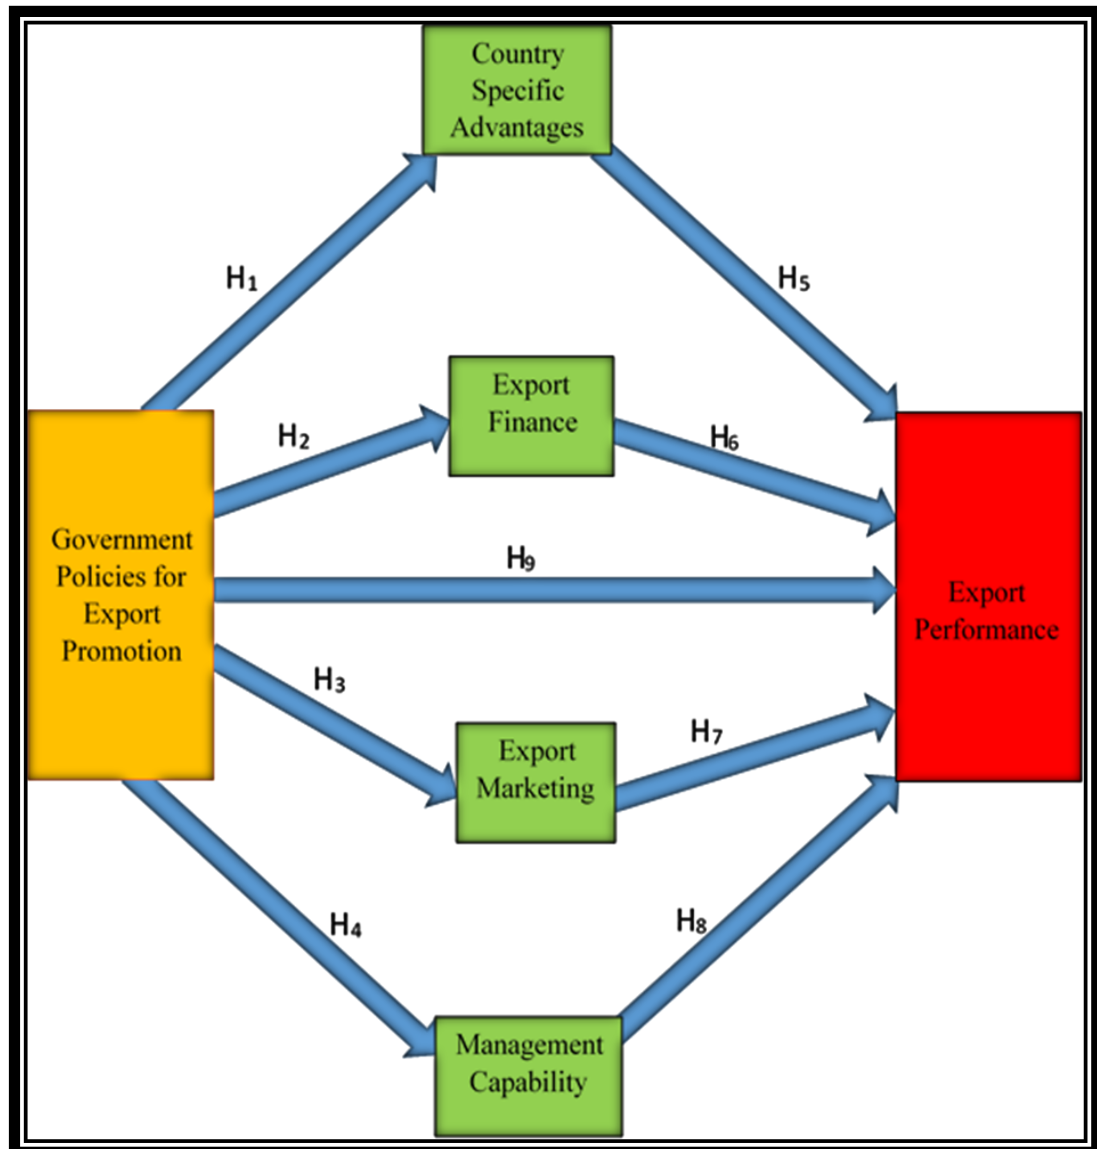 Country
Specific
Advantages
H₁
H₅
Export
Finance
H₂
H₆
Government
Policies for
Export
Promotion
H₉
Export
Performance
H₃
Export
Marketing
H₇
H₄
H₈
Management
Capability